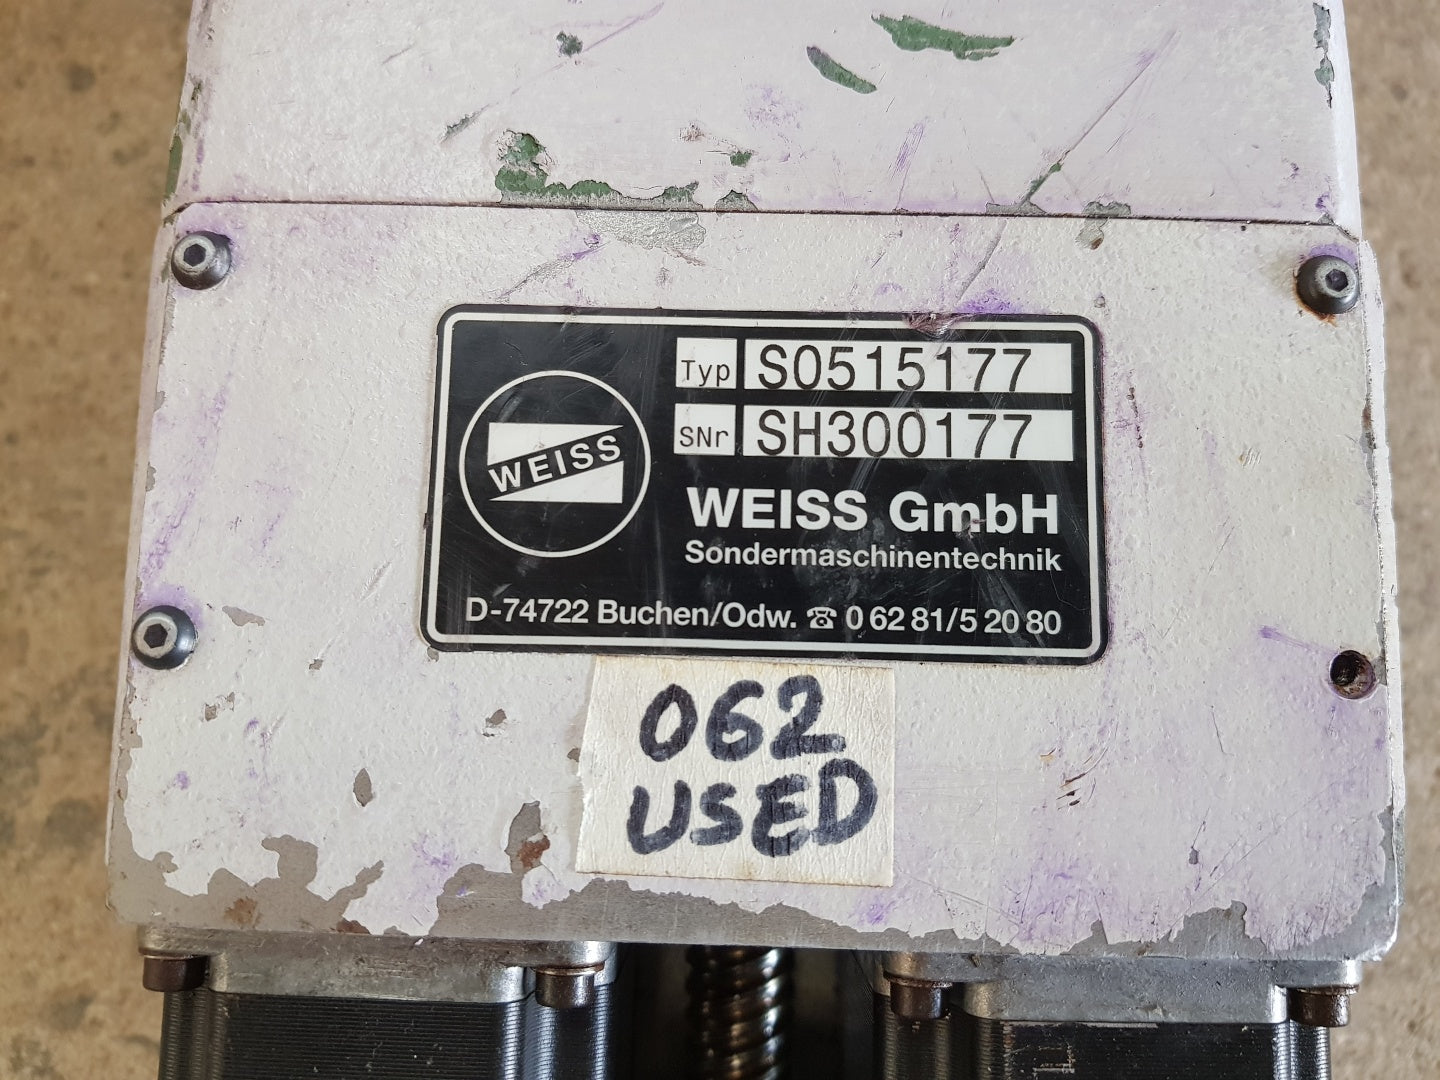 Typ S0515177
SNr SH300177
WEISS
WEISS GmbH
Sondermaschinentechnik
D-74722 Buchen/Odw. ☎ 0 62 81/5 20 80
062
USED